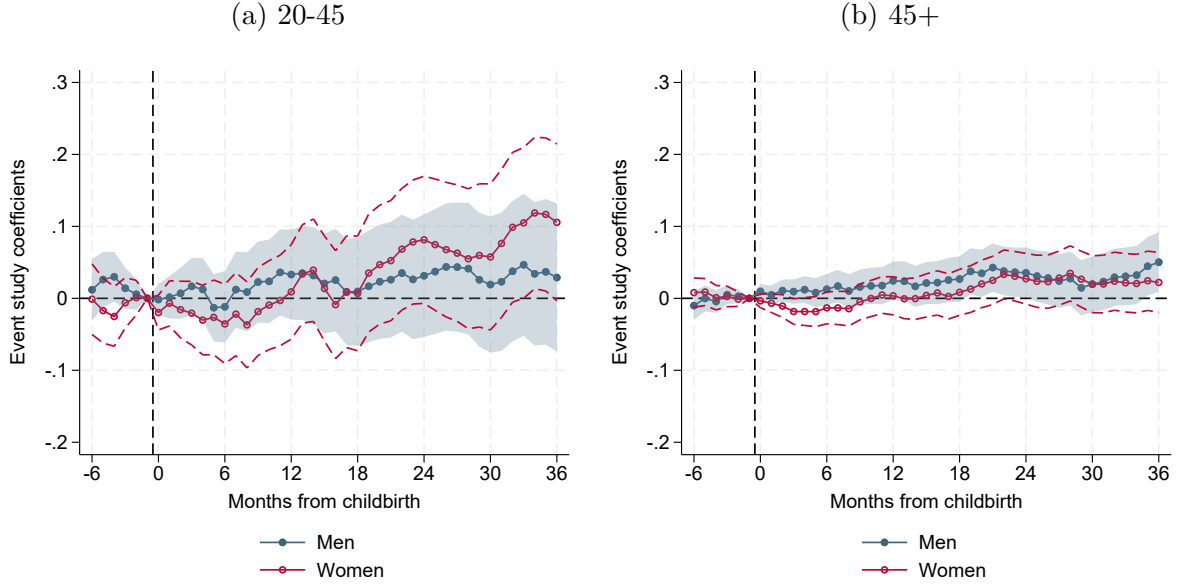 (a) 20-45
.3
.2
.1
0
-.1
-.2
Event study coefficients
-6 0 6 12 18 24 30 36
Months from childbirth
Men
Women
(b) 45+
.3
.2
.1
0
-.1
-.2
Event study coefficients
-6 0 6 12 18 24 30 36
Months from childbirth
Men
Women